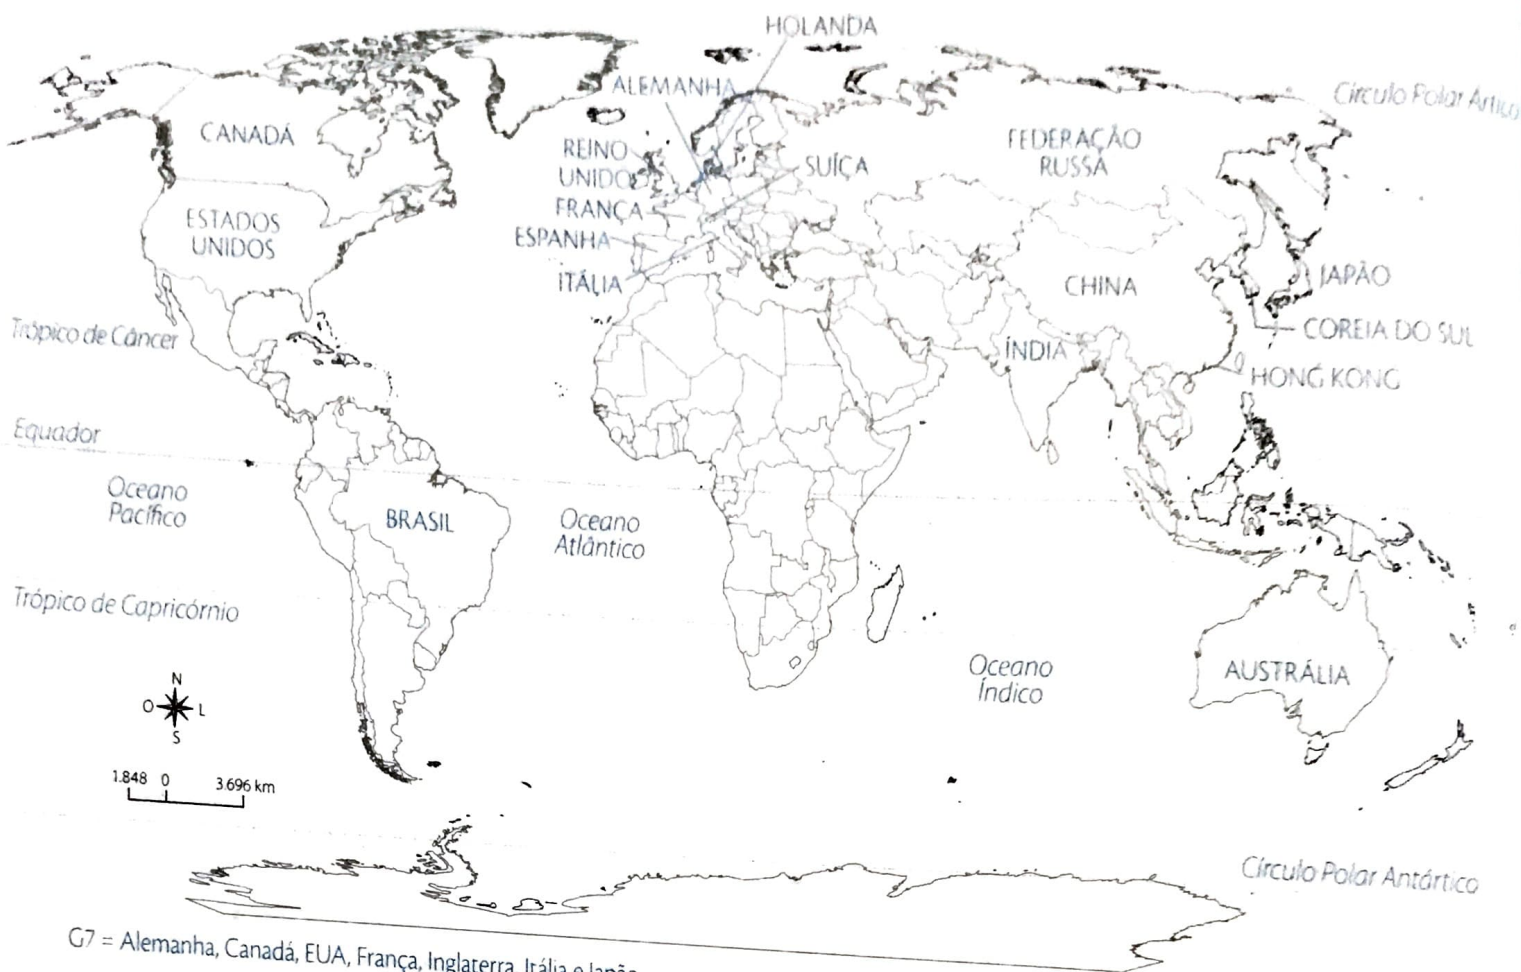 HOLANDA
ALEMANHA
Círculo Polar Ártico
CANADÁ
REINO
UNIDO
SUÍÇA
FEDERAÇÃO
RUSSA
ESTADOS
UNIDOS
FRANÇA
ESPANHA
ITÁLIA
CHINA
JAPÃO
COREIA DO SUL
HONG KONG
ÍNDIA
Trópico de Câncer
Equador
Oceano
Pacífico
BRASIL
Oceano
Atlântico
Trópico de Capricórnio
Oceano
Índico
AUSTRÁLIA
N
O L
S
1.848 0 3.696 km
Círculo Polar Antártico
G7 = Alemanha, Canadá, EUA, França, Inglaterra, Itália e Japão